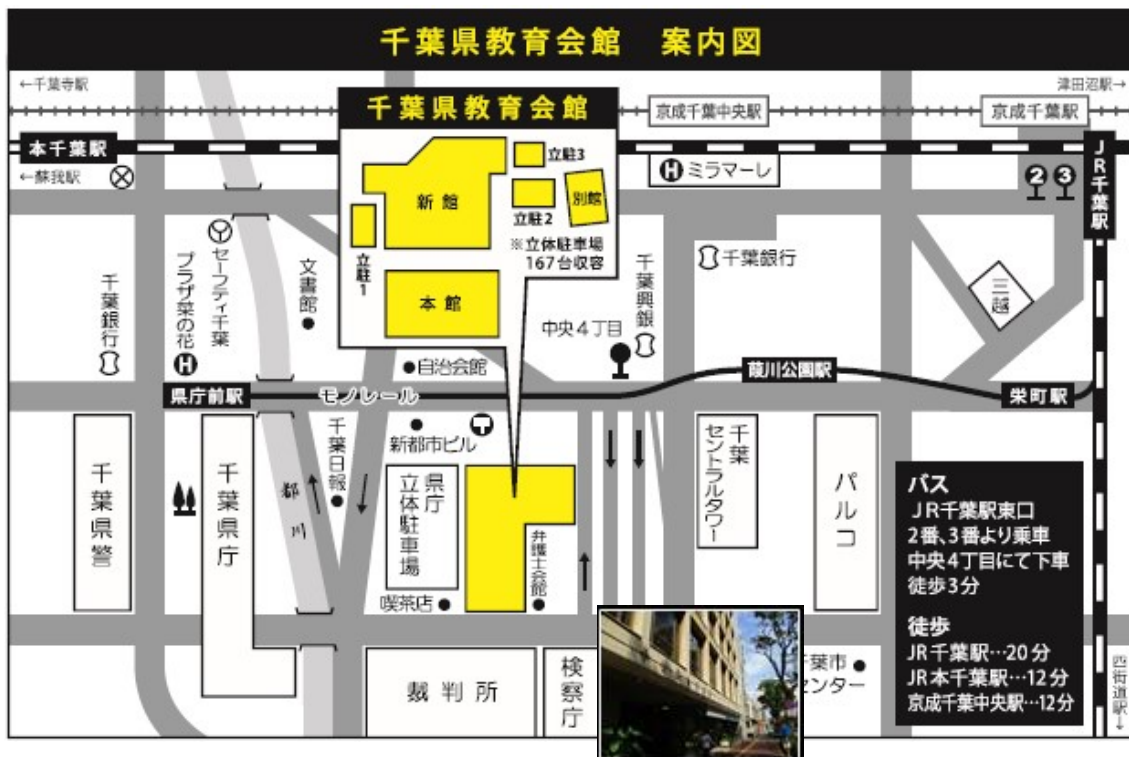 千葉県教育会館 案内図
←千葉寺駅
津田沼駅→
京成千葉中央駅
京成千葉駅
本千葉駅
←蘇我駅
JR千葉駅
千葉県教育会館
新館
立駐3
立駐2
別館
立駐1
※立体駐車場
167台収容
本館
H ミラマーレ
2
3
千葉銀行
プラザ菜の花
H
セーフティ千葉
文書館
千葉興銀
千葉銀行
三越
中央4丁目
自治会館
県庁前駅
モノレール
葭川公園駅
栄町駅
千葉県警
千葉県庁
都川
千葉日報
新都市ビル
県庁
立体駐車場
喫茶店
弁護士会館
千葉
セントラルタワー
パルコ
バス
JR千葉駅東口
2番、3番より乗車
中央4丁目にて下車
徒歩3分
徒歩
JR千葉駅…20分
JR本千葉駅…12分
京成千葉中央駅…12分
裁判所
検察庁
葉市
センター
四街道駅→